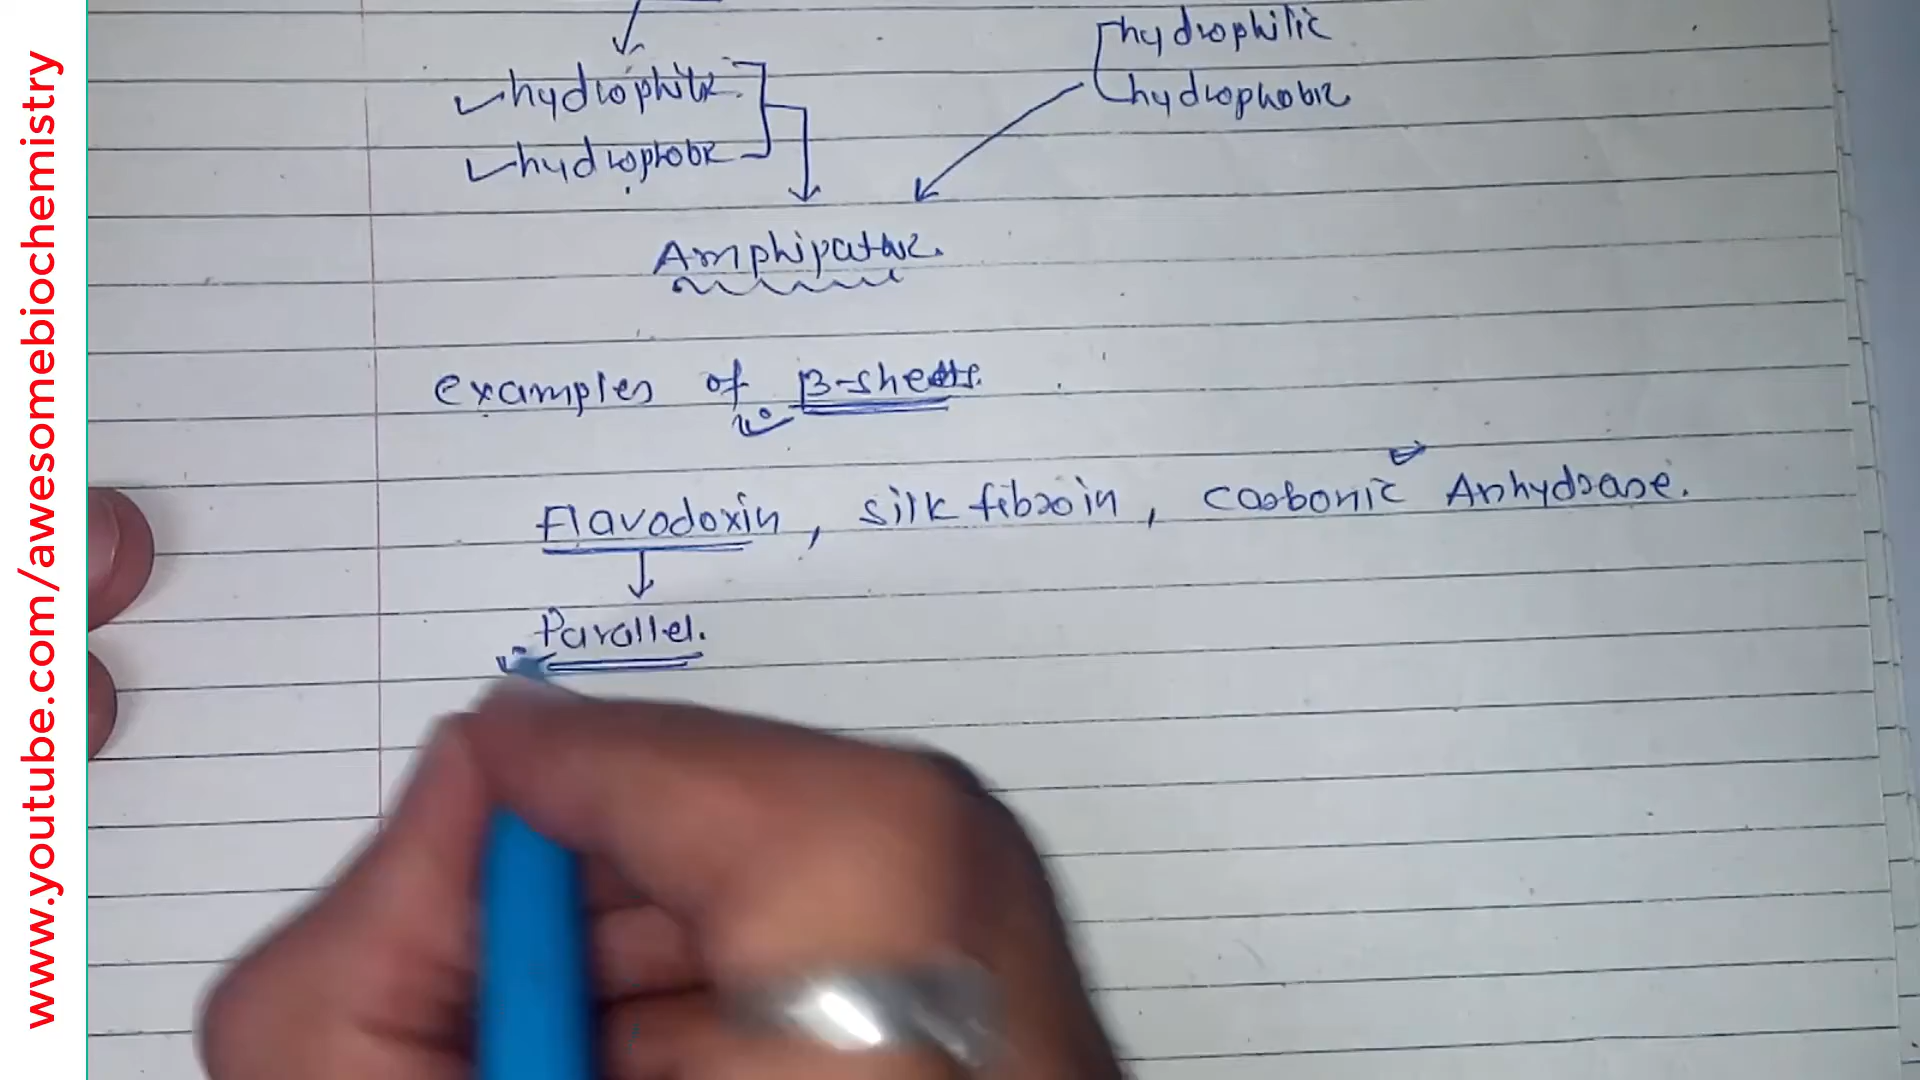 www.youtube.com/awesomebiochemistry
hydrophilic
hydrophobic
hydrophilic
hydrophobic
Amphipathic.
examples of β-sheets.
Flavodoxin, silk fibroin, carbonic Anhydrase.
Parallel.